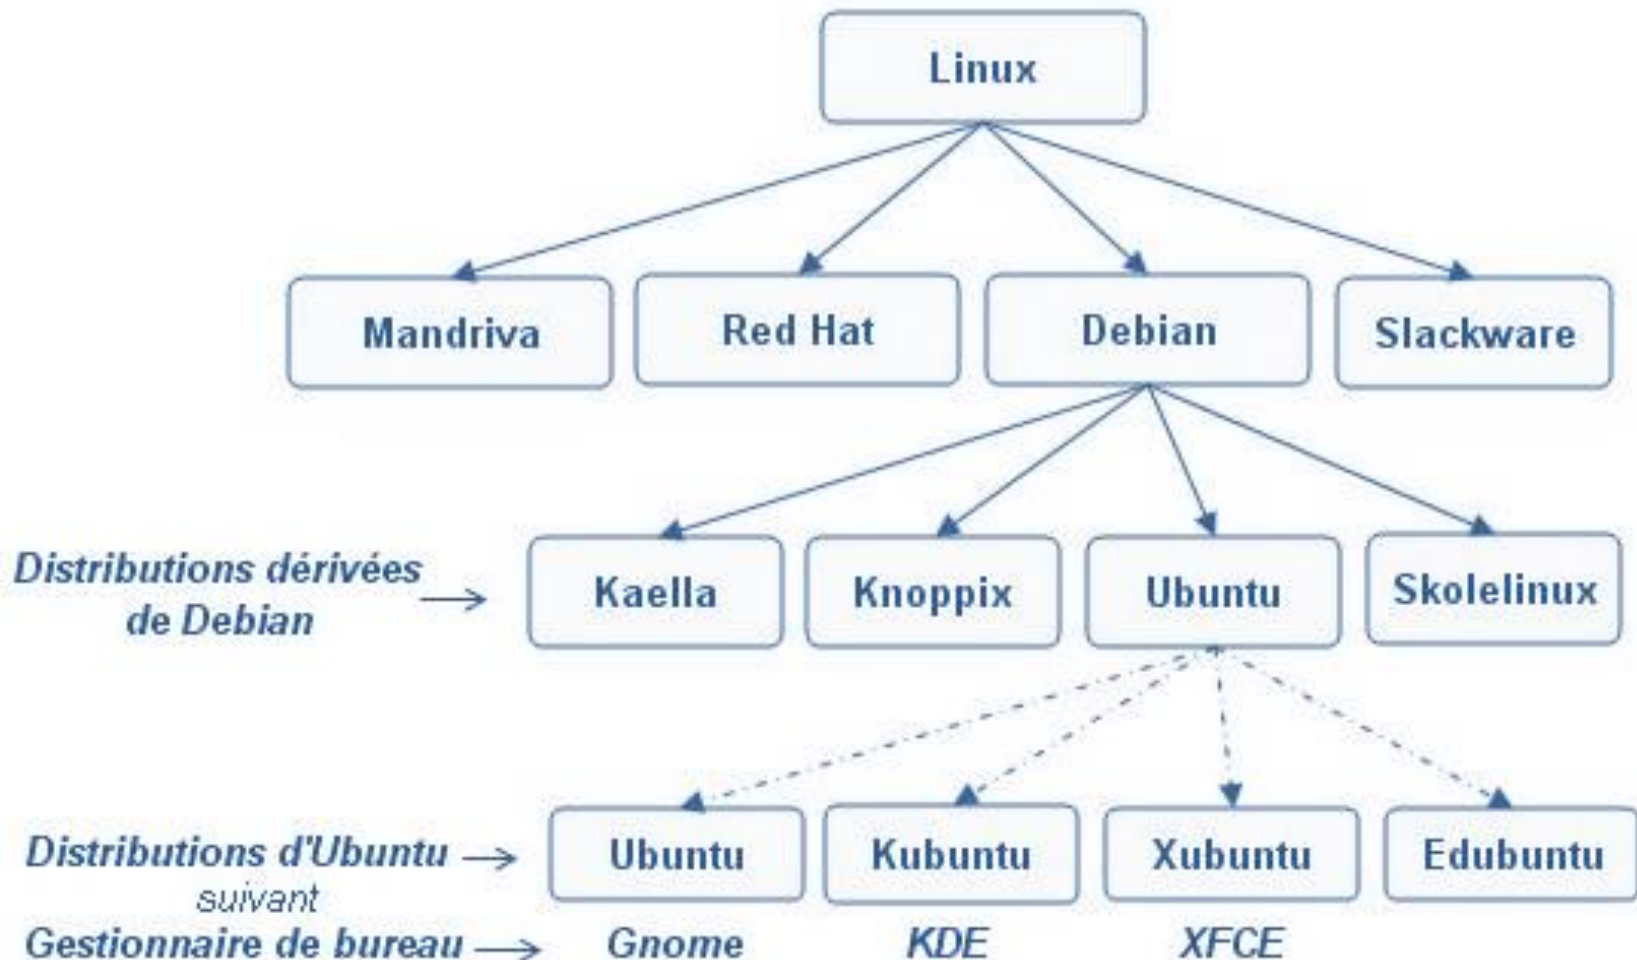 Linux
Mandriva
Red Hat
Debian
Slackware
Distributions dérivées
de Debian
Kaella
Knoppix
Ubuntu
Skolelinux
Distributions d'Ubuntu
suivant
Gestionnaire de bureau
Ubuntu
Kubuntu
Xubuntu
Edubuntu
Gnome
KDE
XFCE